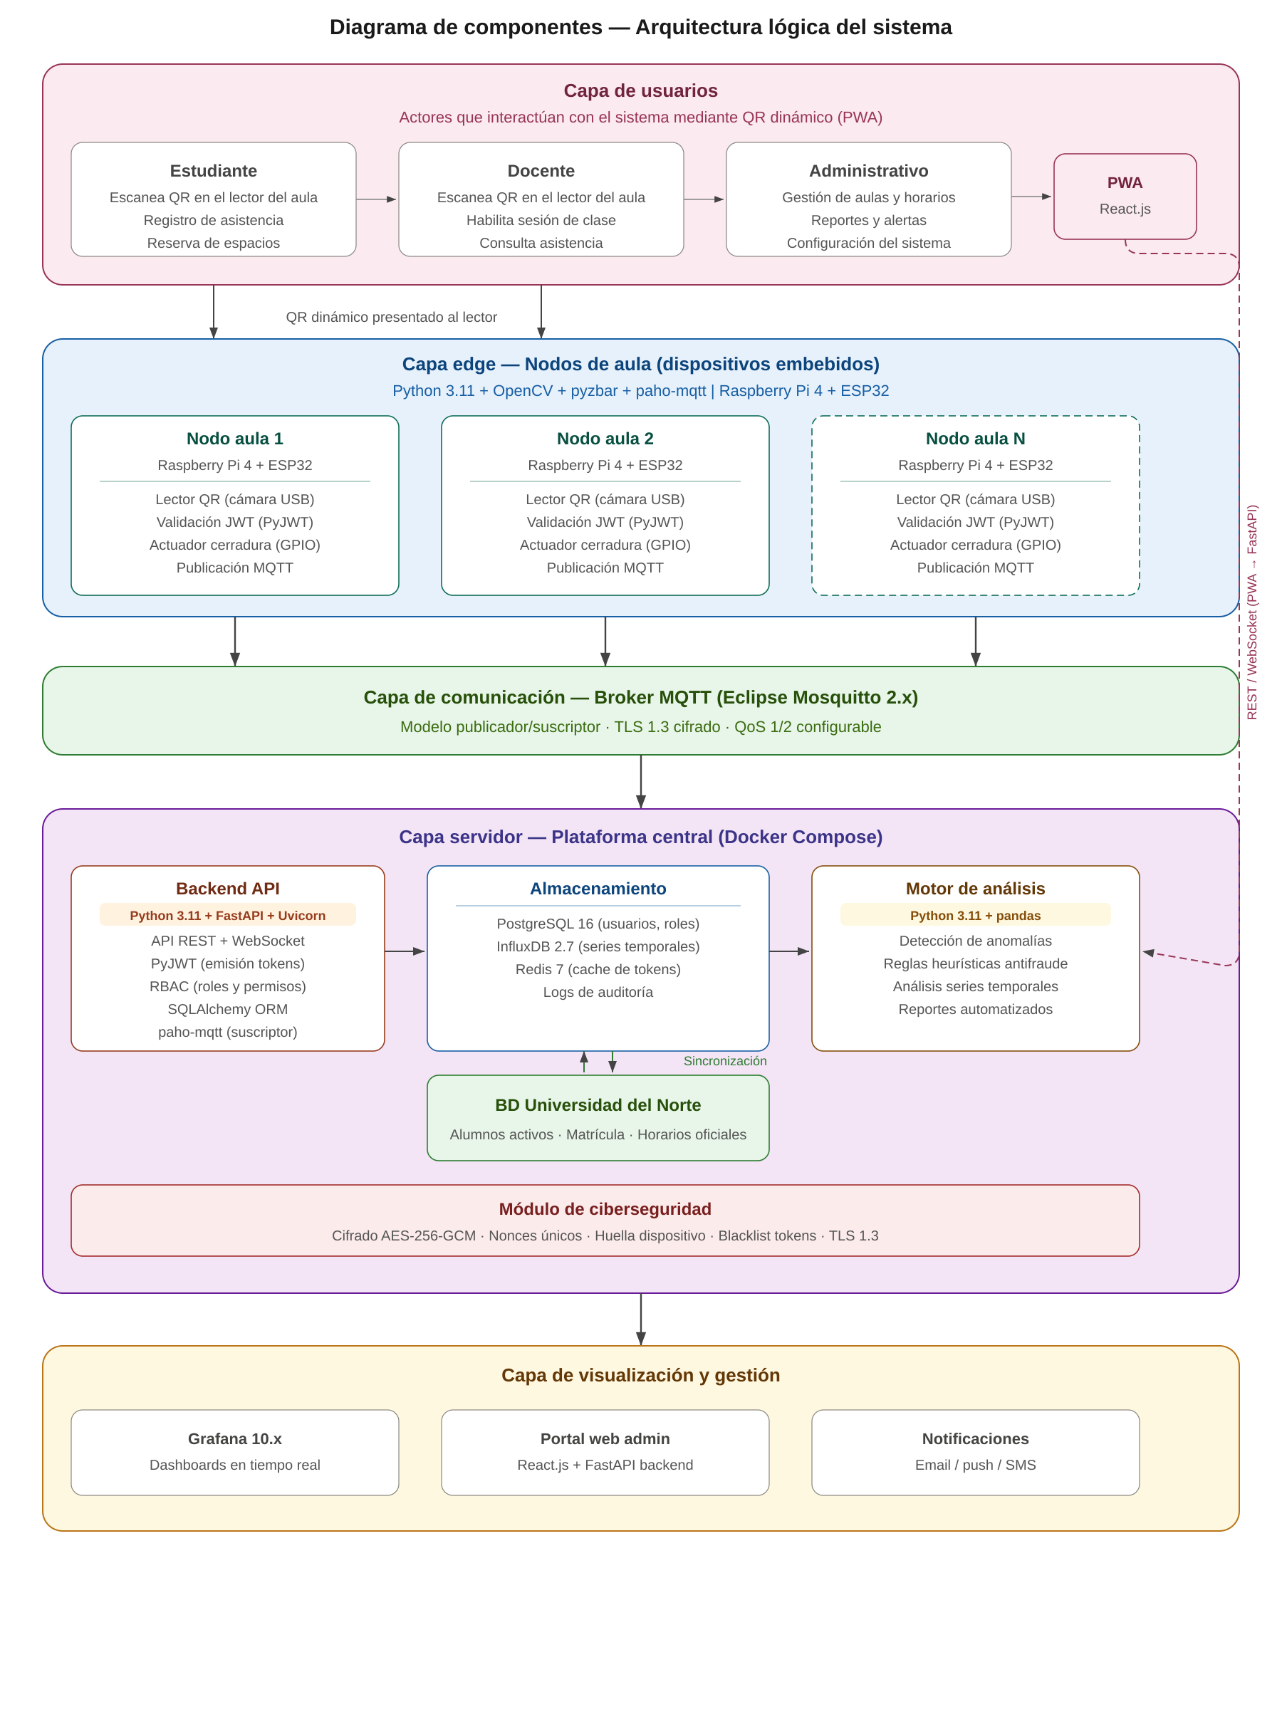 Diagrama de componentes — Arquitectura lógica del sistema
Capa de usuarios
Actores que interactúan con el sistema mediante QR dinámico (PWA)
Estudiante
Escanea QR en el lector del aula
Registro de asistencia
Reserva de espacios
Docente
Escanea QR en el lector del aula
Habilita sesión de clase
Consulta asistencia
Administrativo
Gestión de aulas y horarios
Reportes y alertas
Configuración del sistema
PWA
React.js
QR dinámico presentado al lector
Capa edge — Nodos de aula (dispositivos embebidos)
Python 3.11 + OpenCV + pyzbar + paho-mqtt | Raspberry Pi 4 + ESP32
Nodo aula 1
Raspberry Pi 4 + ESP32
Lector QR (cámara USB)
Validación JWT (PyJWT)
Actuador cerradura (GPIO)
Publicación MQTT
Nodo aula 2
Raspberry Pi 4 + ESP32
Lector QR (cámara USB)
Validación JWT (PyJWT)
Actuador cerradura (GPIO)
Publicación MQTT
Nodo aula N
Raspberry Pi 4 + ESP32
Lector QR (cámara USB)
Validación JWT (PyJWT)
Actuador cerradura (GPIO)
Publicación MQTT
REST / WebSocket (PWA → FastAPI)
Capa de comunicación — Broker MQTT (Eclipse Mosquitto 2.x)
Modelo publicador/suscriptor · TLS 1.3 cifrado · QoS 1/2 configurable
Capa servidor — Plataforma central (Docker Compose)
Backend API
Python 3.11 + FastAPI + Uvicorn
API REST + WebSocket
PyJWT (emisión tokens)
RBAC (roles y permisos)
SQLAlchemy ORM
paho-mqtt (suscriptor)
Almacenamiento
PostgreSQL 16 (usuarios, roles)
InfluxDB 2.7 (series temporales)
Redis 7 (cache de tokens)
Logs de auditoría
Motor de análisis
Python 3.11 + pandas
Detección de anomalías
Reglas heurísticas antifraude
Análisis series temporales
Reportes automatizados
Sincronización
BD Universidad del Norte
Alumnos activos · Matrícula · Horarios oficiales
Módulo de ciberseguridad
Cifrado AES-256-GCM · Nonces únicos · Huella dispositivo · Blacklist tokens · TLS 1.3
Capa de visualización y gestión
Grafana 10.x
Dashboards en tiempo real
Portal web admin
React.js + FastAPI backend
Notificaciones
Email / push / SMS